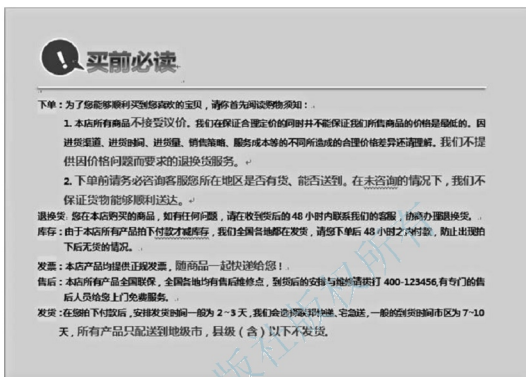 买前必读
下单：为了您能够顺利买到您喜欢的宝贝，请你首先阅读购物须知：
1. 本店所有商品不接受议价。我们在保证合理定价的同时并不能保证我们所售商品的价格是最低的。因
进货渠道、进货时间、进货量、销售策略、服务成本等的不同所造成的合理价格差异还请理解。我们不提
供因价格问题而要求的退换货服务。
2. 下单前请务必咨询客服您所在地区是否有货、能否送到。在未咨询的情况下，我们不
保证货物能够顺利送达。
退换货：您在本店购买的商品，如有任何问题，请在收到货后的 48 小时内联系我们的客服，协商办理退换货。
库存：由于本店所有产品拍下付款才减库存，我们全国各地都在发货，请您下单后 48 小时之内付款，防止出现拍
下后无货的情况。
发票：本店产品均提供正规发票，随商品一起快递给您！
售后：本店所有产品全国联保，全国各地均有售后维修点，到货后的安排与维修请拨打 400-123456,有专门的售
后人员给您上门免费服务。
发货：在您拍下付款后，安排发货时间一般为 2~3 天，我们会选择联邦快递、宅急送，一般的到货时间市区为 7~10
天，所有产品只配送到地级市，县级（含）以下不发货。
版社版权所有